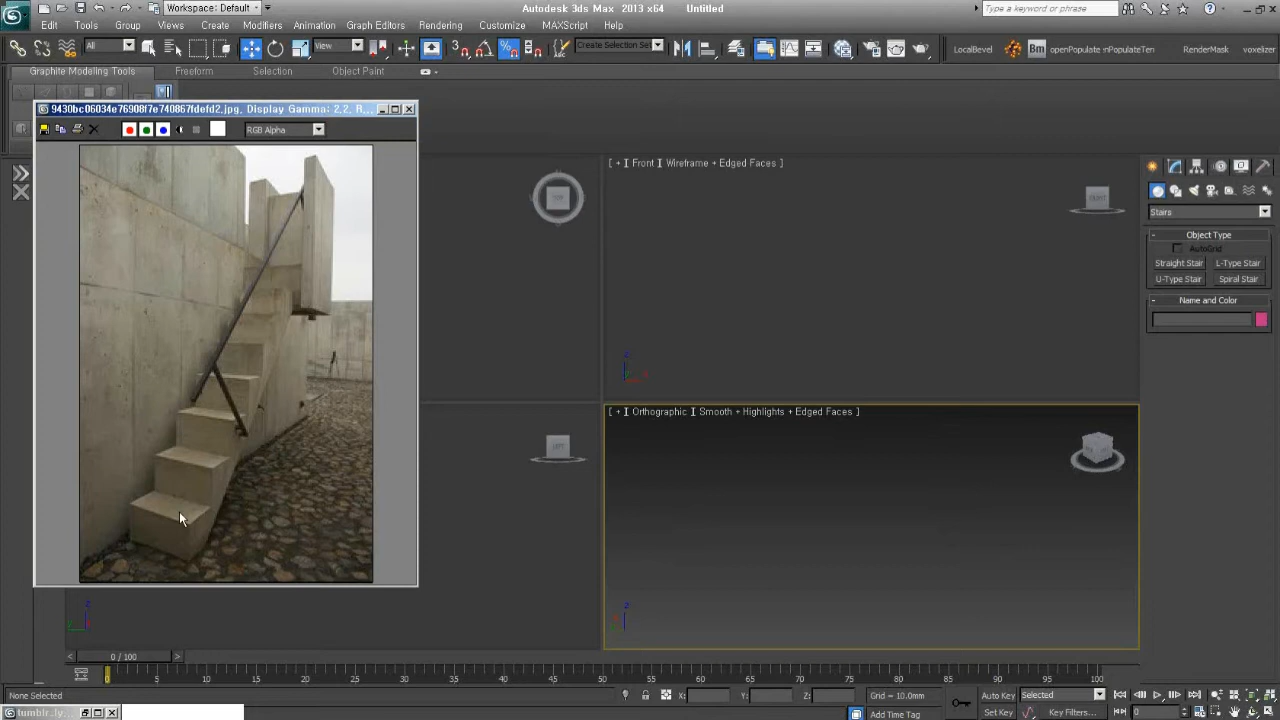 Workspace: Default
Autodesk 3ds Max  2013 x64    Untitled
Type a keyword or phrase
Edit Tools Group Views Create Modifiers Animation Graph Editors Rendering Customize MAXScript Help
All View Create Selection Set LocalBevel Bm openPopulate RenderMask voxelizer
Graphite Modeling Tools Freeform Selection Object Paint
9430bc06034e76908f7e740867fdefd2.jpg, Display Gamma: 2,2, R...
RGB Alpha
[ + ] Front ] Wireframe + Edged Faces ]
FRONT
Stairs
- Object Type
AutoGrid
Straight Stair L-Type Stair
U-Type Stair Spiral Stair
- Name and Color
[ + ] Orthographic ] Smooth + Highlights + Edged Faces ]
LEFT
0 / 100
0 5 10 15 20 25 30 35 40 45 50 55 60 65 70 75 80 85 90 95 100
None Selected X: Y: Z: Grid = 10.0mm Auto Key Selected
Add Time Tag Set Key Key Filters... 0
tumblr_ly...